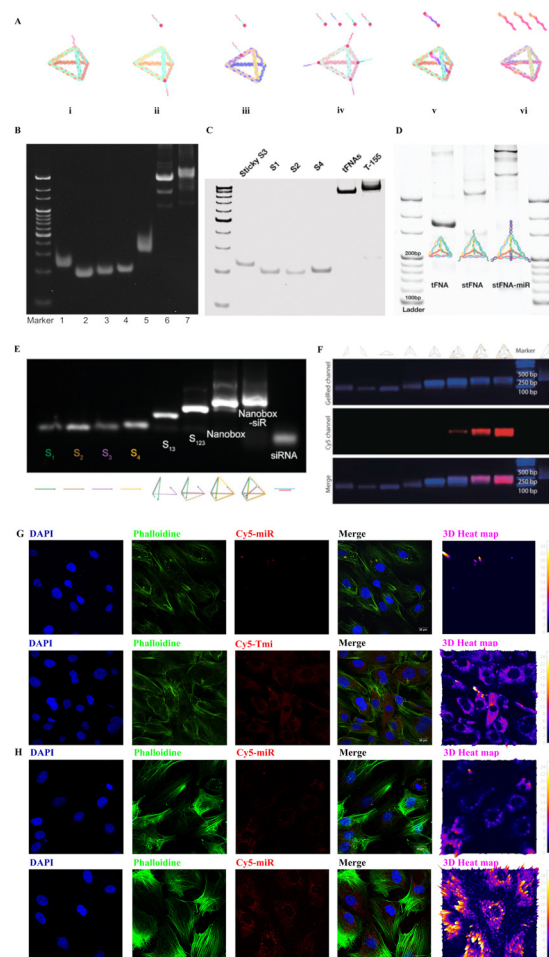 A
i ii iii iv v vi
B
Marker 1 2 3 4 5 6 7
C
Sticky S3 S1 S2 S4 tFNAs T-155
D
200bp
100bp
Ladder tFNA stFNA stFNA-miR
E
S1 S2 S3 S4 S13 S123 Nanobox Nanobox -siR siRNA
F
Marker
GelRed channel
500 bp
250 bp
100 bp
Cy5 channel
Merge
500 bp
250 bp
100 bp
G
DAPI Phalloidine Cy5-miR Merge 3D Heat map
DAPI Phalloidine Cy5-Tmi Merge 3D Heat map
H
DAPI Phalloidine Cy5-miR Merge 3D Heat map
DAPI Phalloidine Cy5-miR Merge 3D Heat map